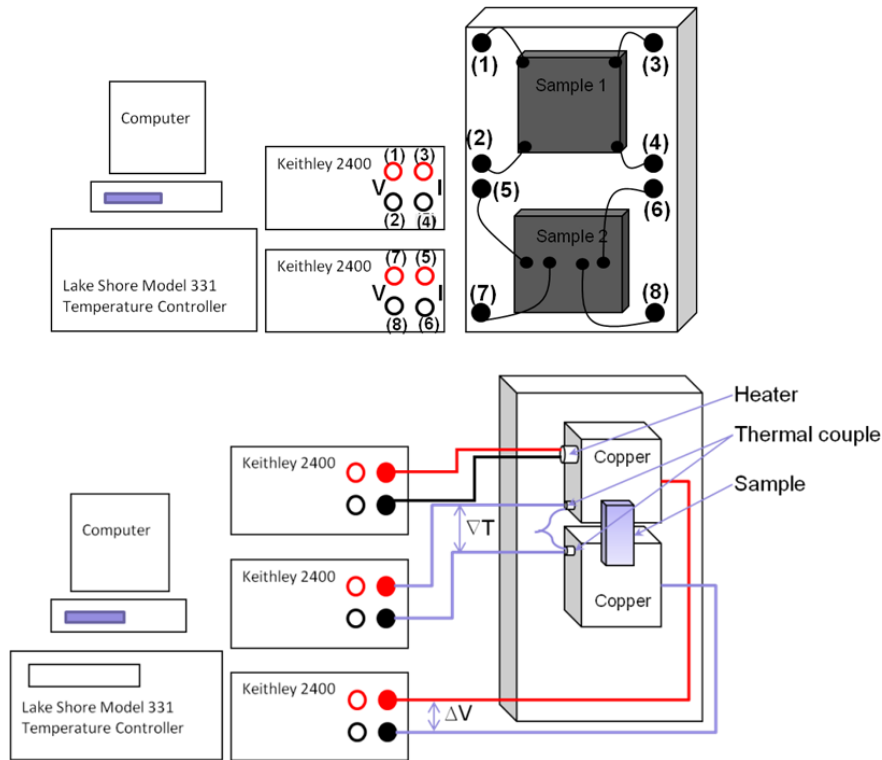 (1)
(3)
Sample 1
Computer
Keithley 2400
(1) (3)
V I
(2) (4)
(2)
(4)
(5)
(6)
Lake Shore Model 331
Temperature Controller
Keithley 2400
(7) (5)
V I
(8) (6)
Sample 2
(7)
(8)
Heater
Thermal couple
Sample
Keithley 2400
Copper
∇T
Computer
Keithley 2400
Copper
Keithley 2400
Lake Shore Model 331
Temperature Controller
ΔV